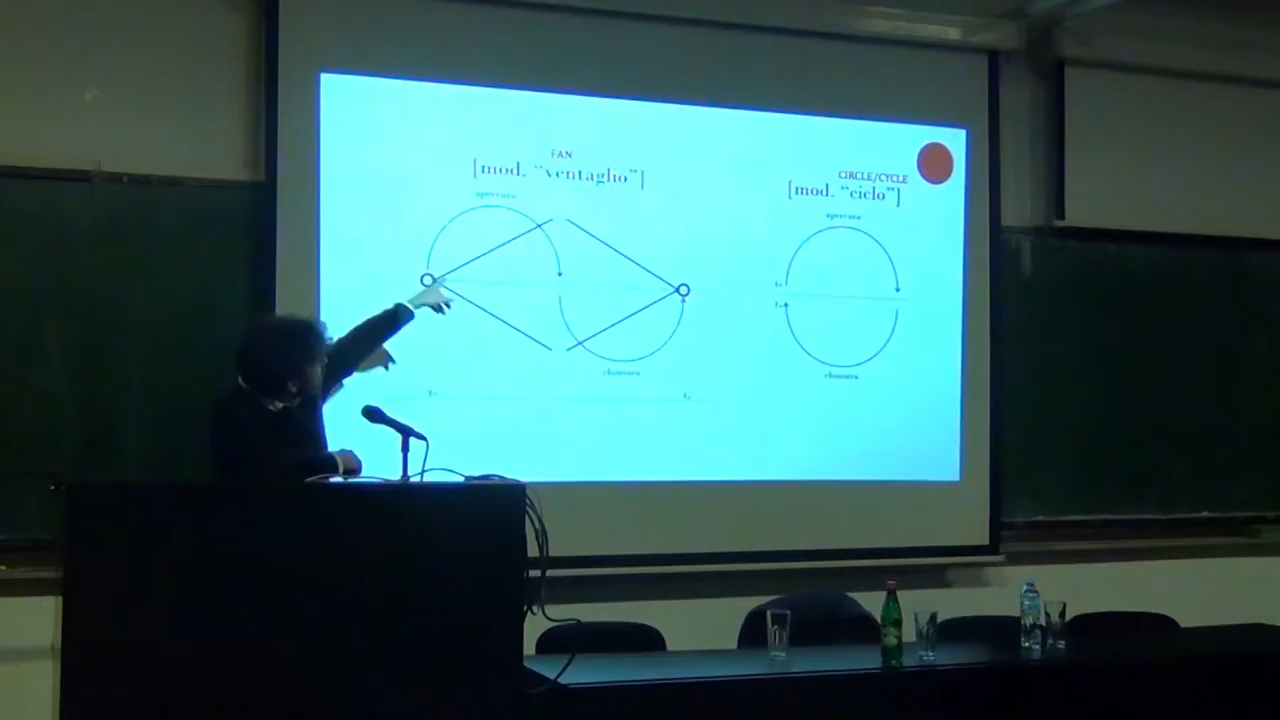 FAN
[mod. “ventaglio”]
apertura
chiusura
CIRCLE/CYCLE
[mod. “ciclo”]
apertura
chiusura